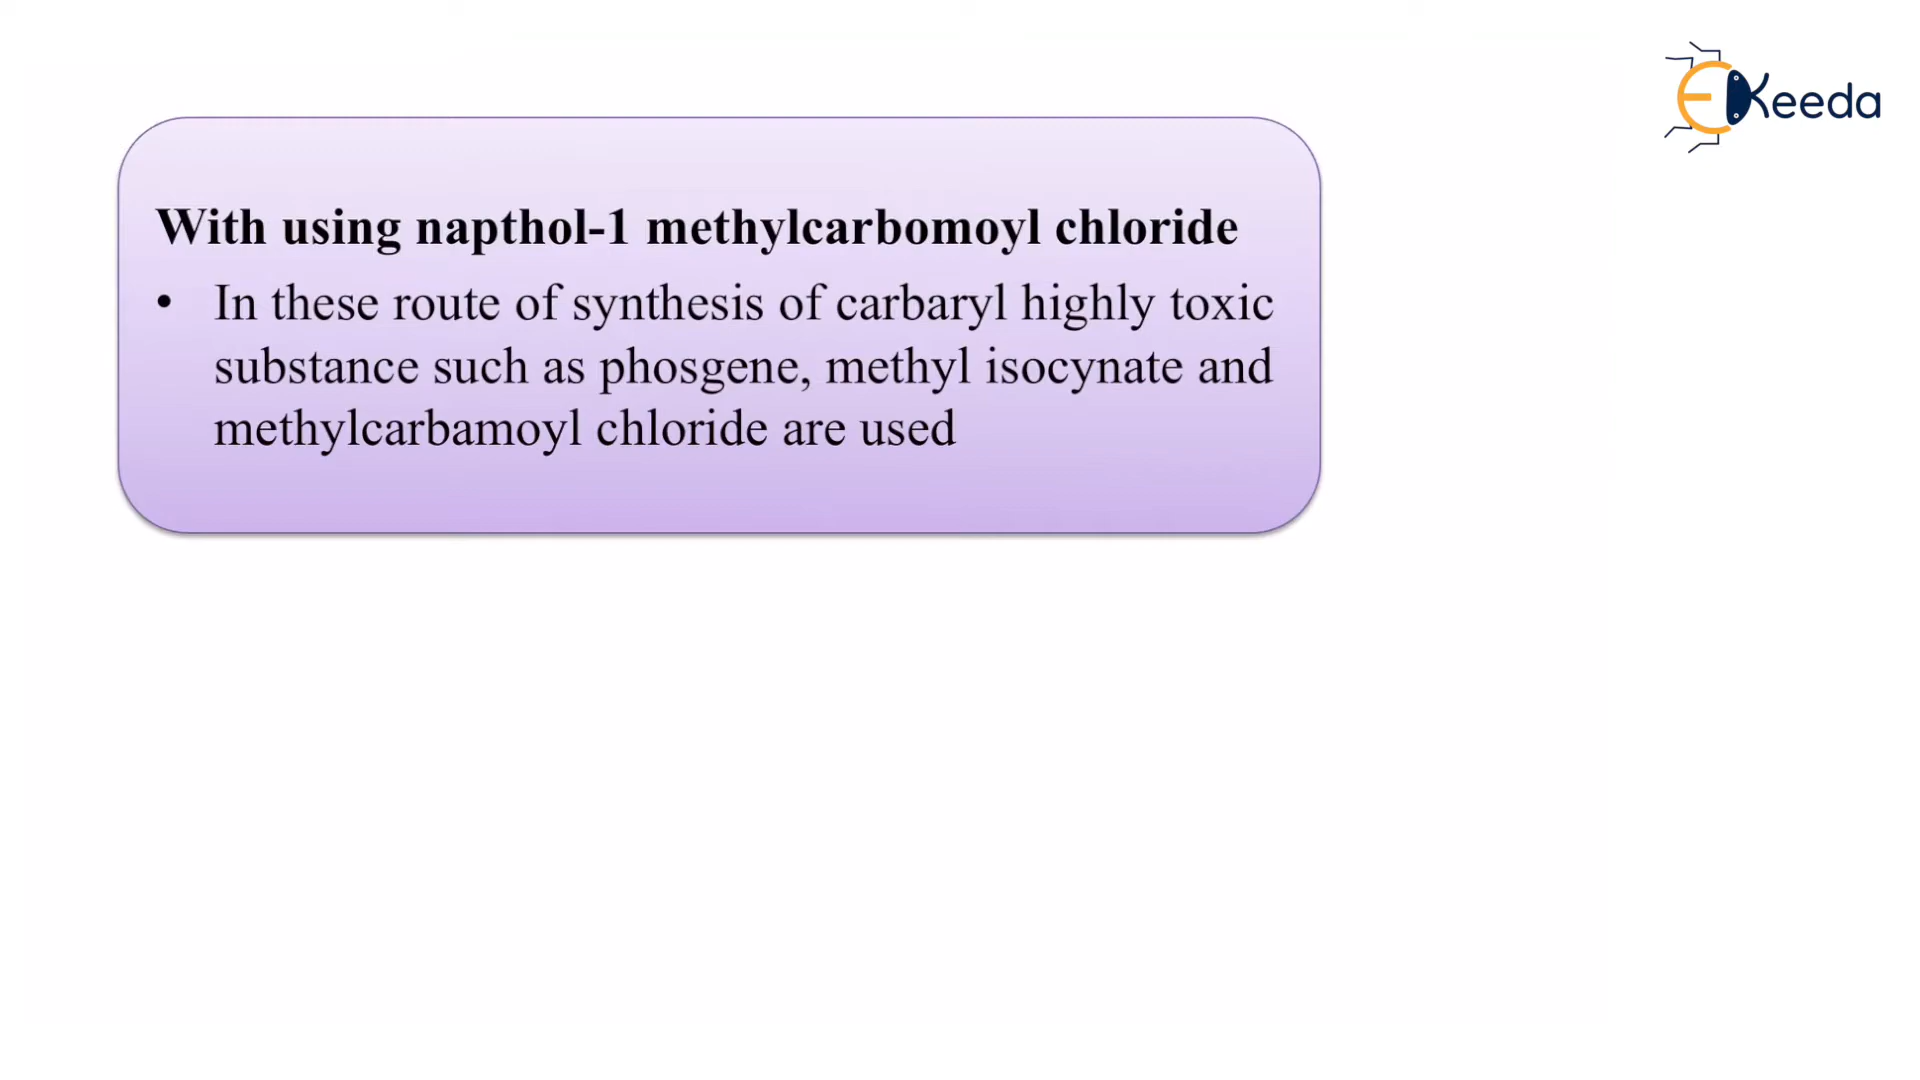 EKeeda
With using napthol-1 methylcarbomoyl chloride
• In these route of synthesis of carbaryl highly toxic
substance such as phosgene, methyl isocynate and
methylcarbamoyl chloride are used